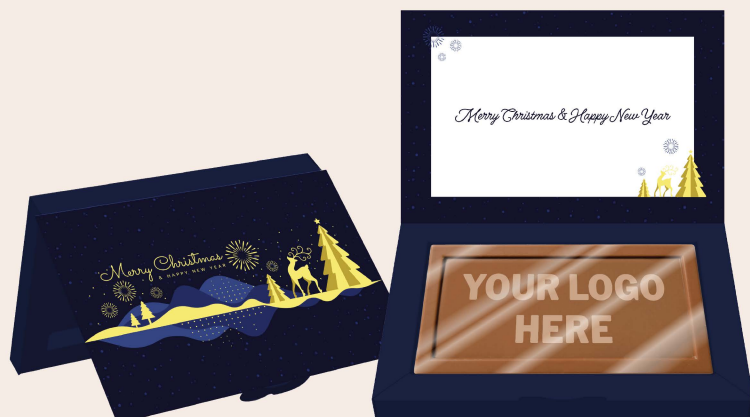 Merry Christmas
& HAPPY NEW YEAR
Merry Christmas & Happy New Year
YOUR LOGO
HERE